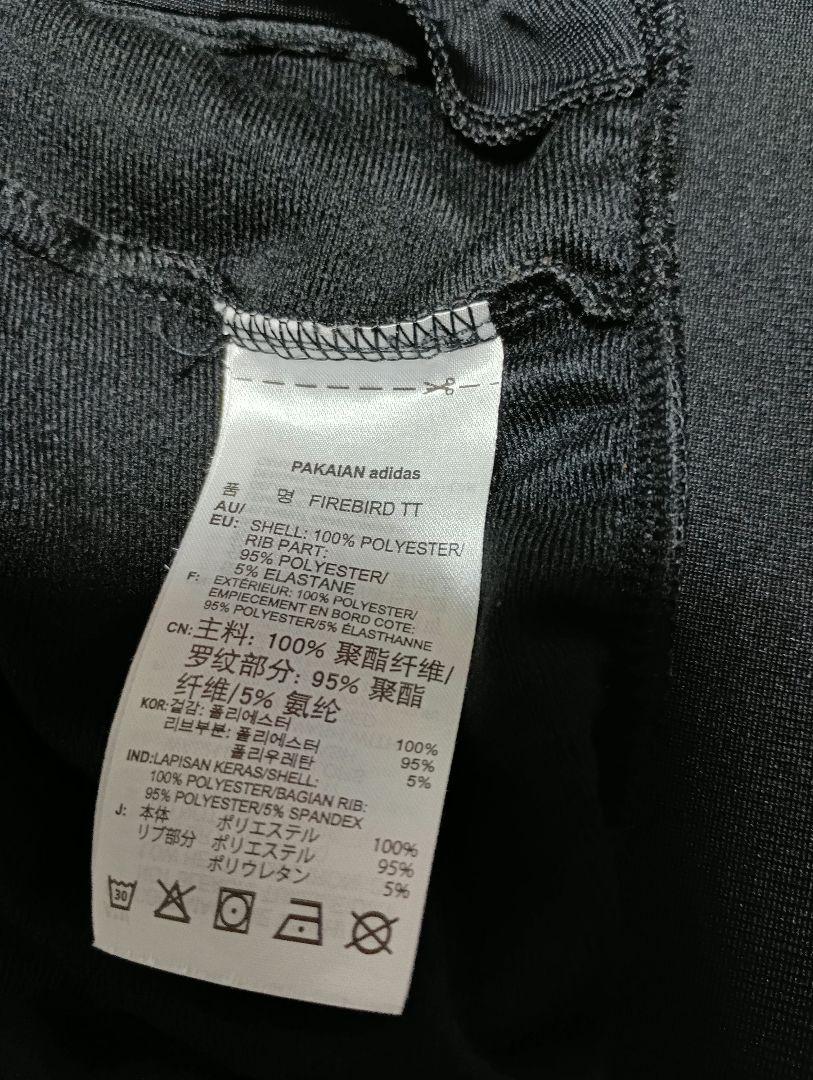 PAKAIAN adidas
품 명 FIREBIRD TT
AU/
EU: SHELL: 100% POLYESTER/
RIB PART:
95% POLYESTER/
5% ELASTANE
F: EXTÉRIEUR: 100% POLYESTER/
EMPIECEMENT EN BORD COTE:
95% POLYESTER/5% ÉLASTHANNE
CN: 主料: 100% 聚酯纤维/
罗纹部分: 95% 聚酯
纤维/5% 氨纶
KOR: 겉감: 폴리에스터 100%
리브부분: 폴리에스터 95%
폴리우레탄 5%
IND: LAPISAN KERAS/SHELL:
100% POLYESTER/BAGIAN RIB:
95% POLYESTER/5% SPANDEX
J: 本体 ポリエステル 100%
リブ部分 ポリエステル 95%
ポリウレタン 5%
30